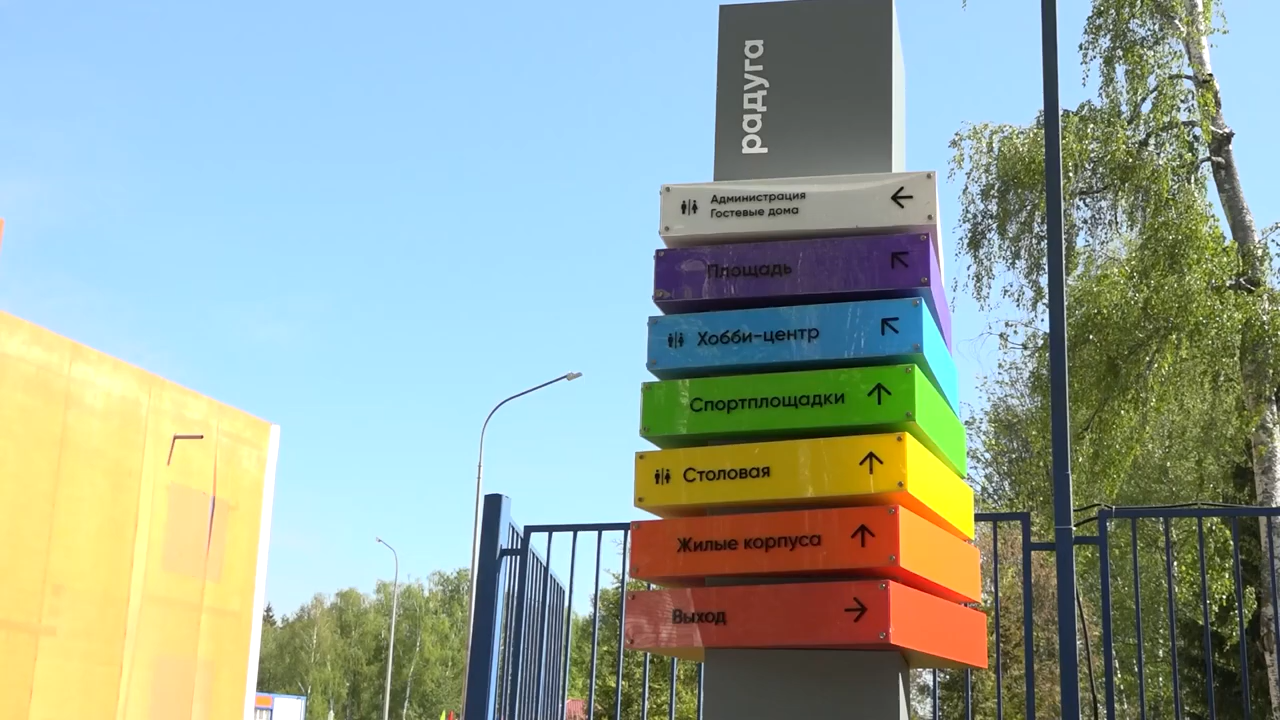 радуга
Администрация
Гостевые дома
Площадь
Хобби-центр
Спортплощадки
Столовая
Жилые корпуса
Выход